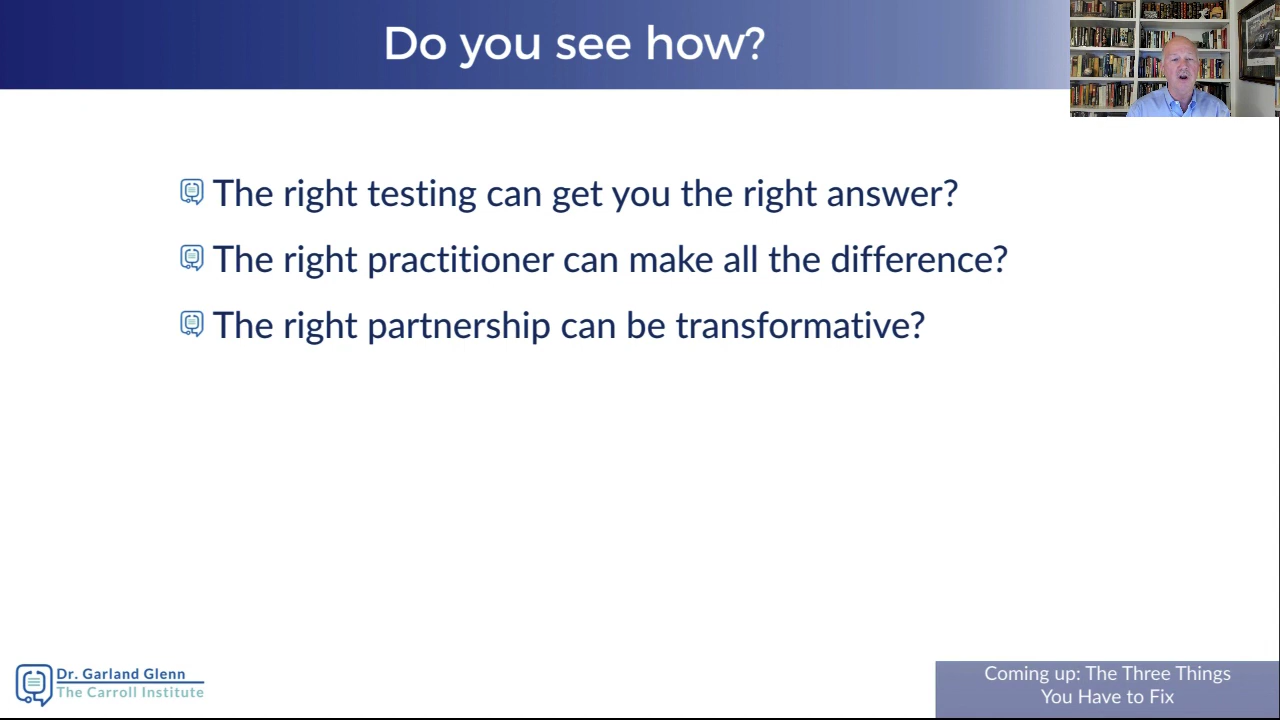 Do you see how?
The right testing can get you the right answer?
The right practitioner can make all the difference?
The right partnership can be transformative?
Dr. Garland Glenn
The Carroll Institute
Coming up: The Three Things
You Have to Fix